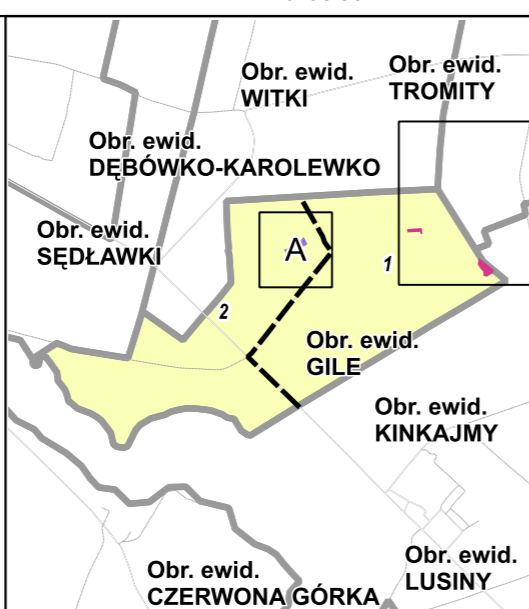 Obr. ewid.
WITKI
Obr. ewid.
TROMITY
Obr. ewid.
DĘBÓWKO-KAROLEWKO
Obr. ewid.
SĘDŁAWKI
A
1
2
Obr. ewid.
GILE
Obr. ewid.
KINKAJMY
Obr. ewid.
LUSINY
Obr. ewid.
CZERWONA GÓRKA